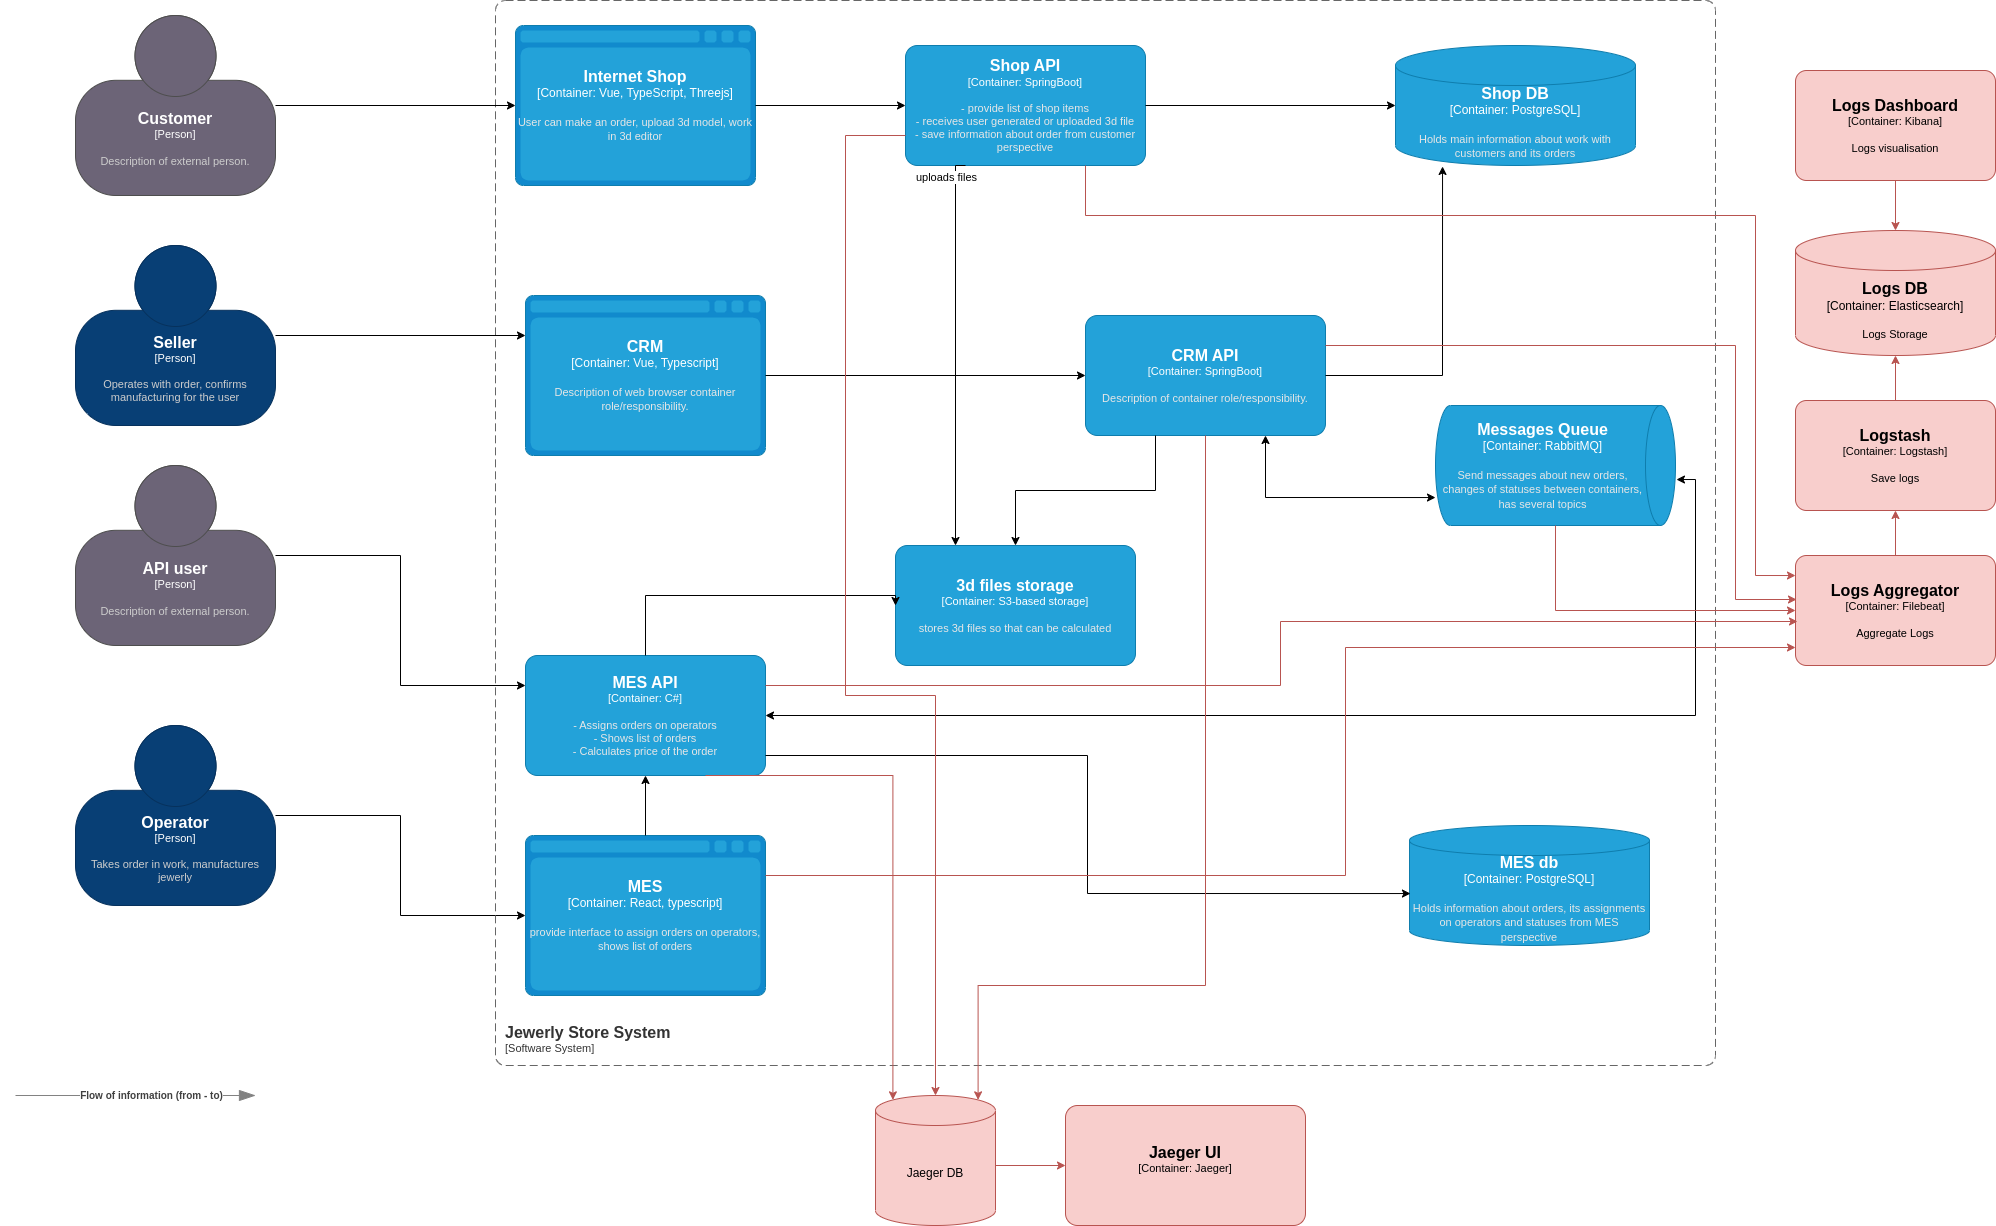 Customer
[Person]
Description of external person.
Internet Shop
[Container: Vue, TypeScript, Threejs]
User can make an order, upload 3d model, work
in 3d editor
Shop API
[Container: SpringBoot]
- provide list of shop items
- receives user generated or uploaded 3d file
- save information about order from customer
perspective
uploads files
Shop DB
[Container: PostgreSQL]
Holds main information about work with
customers and its orders
Logs Dashboard
[Container: Kibana]
Logs visualisation
Logs DB
[Container: Elasticsearch]
Logs Storage
Seller
[Person]
Operates with order, confirms
manufacturing for the user
CRM
[Container: Vue, Typescript]
Description of web browser container
role/responsibility.
CRM API
[Container: SpringBoot]
Description of container role/responsibility.
Messages Queue
[Container: RabbitMQ]
Send messages about new orders,
changes of statuses between containers,
has several topics
Logstash
[Container: Logstash]
Save logs
API user
[Person]
Description of external person.
3d files storage
[Container: S3-based storage]
stores 3d files so that can be calculated
Logs Aggregator
[Container: Filebeat]
Aggregate Logs
MES API
[Container: C#]
- Assigns orders on operators
- Shows list of orders
- Calculates price of the order
Operator
[Person]
Takes order in work, manufactures
jewerly
MES
[Container: React, typescript]
provide interface to assign orders on operators,
shows list of orders
MES db
[Container: PostgreSQL]
Holds information about orders, its assignments
on operators and statuses from MES
perspective
Jewerly Store System
[Software System]
Flow of information (from - to)
Jaeger DB
Jaeger UI
[Container: Jaeger]